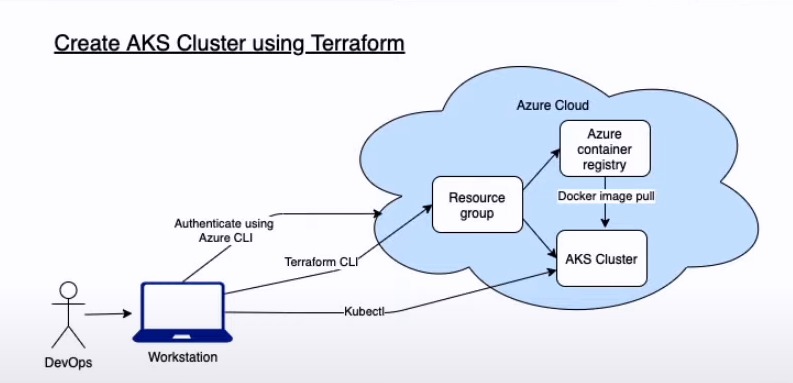 Create AKS Cluster using Terraform
Azure Cloud
Azure
container
registry
Resource
group
Docker image pull
Authenticate using
Azure CLI
Terraform CLI
AKS Cluster
Kubectl
Workstation
DevOps